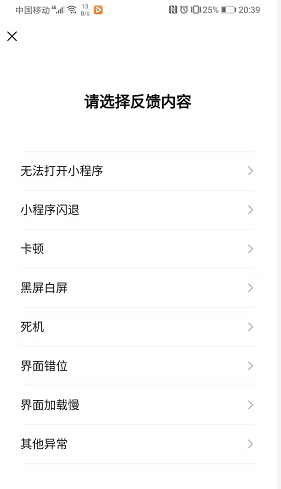 中国移动 46 13 B/s 25% 20:39
请选择反馈内容
无法打开小程序
小程序闪退
卡顿
黑屏白屏
死机
界面错位
界面加载慢
其他异常